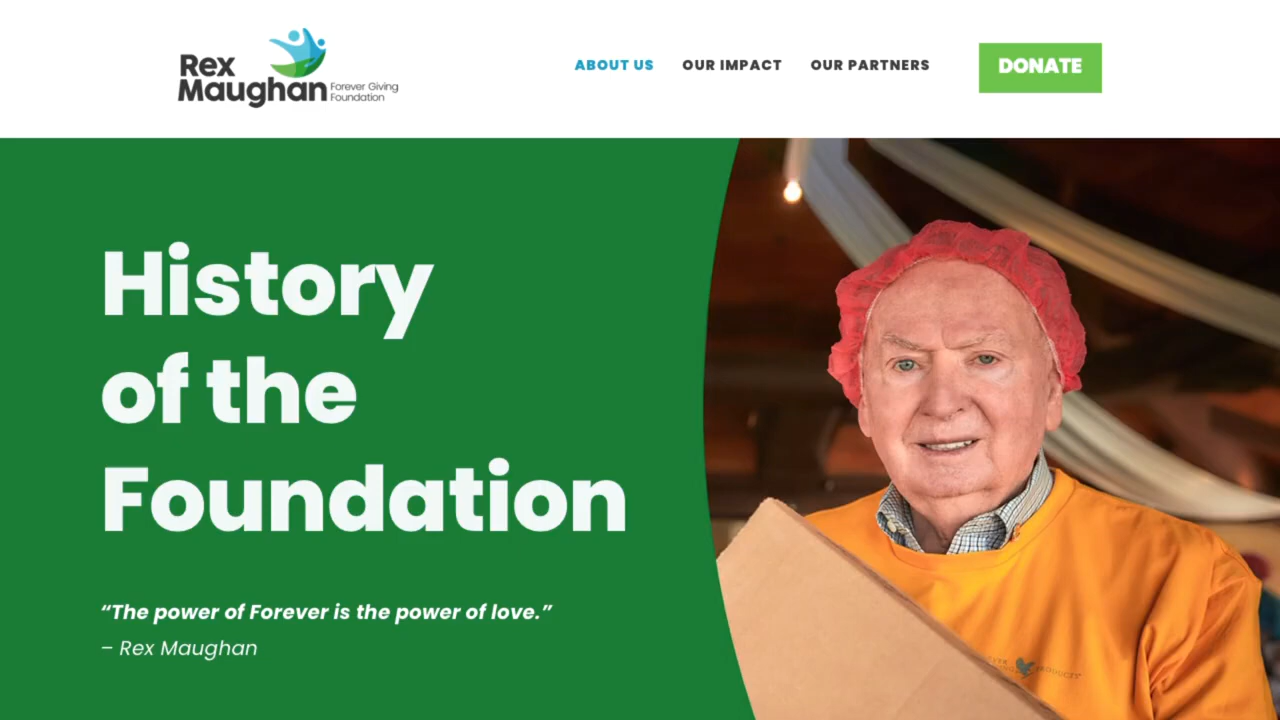 Rex
Maughan
Forever Giving
Foundation
ABOUT US
OUR IMPACT
OUR PARTNERS
DONATE
History
of the
Foundation
“The power of Forever is the power of love.”
– Rex Maughan
PRODUCTS